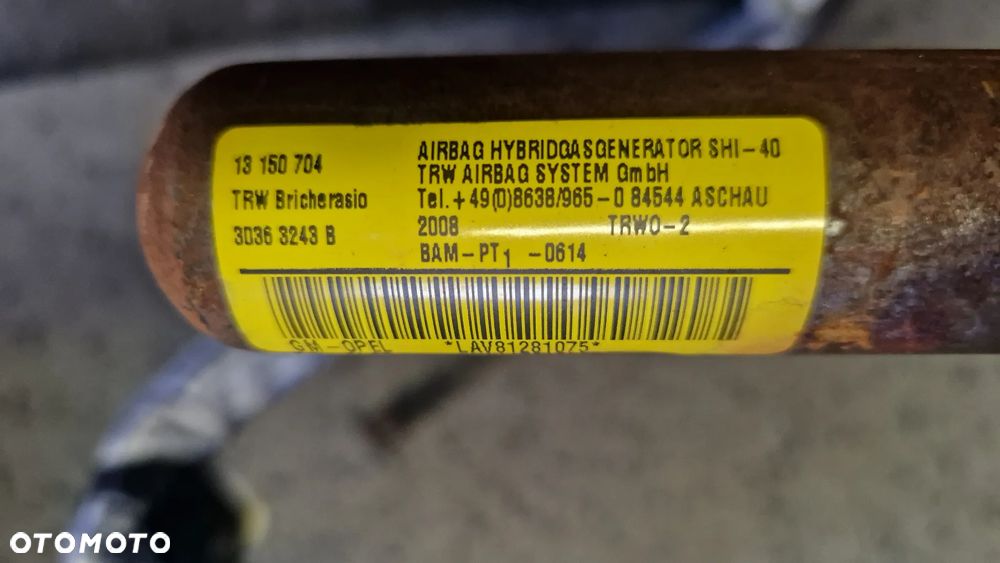 13 150 704
TRW Bricherasio
3036 3243 B
AIRBAG HYBRIDGASGENERATOR SHI-40
TRW AIRBAG SYSTEM GmbH
Tel.+49(0)8638/965-0 84544 ASCHAU
2008 TRWO-2
BAM-PT1 -0614
GM-OPEL *LAV81281075*
OTOMOTO